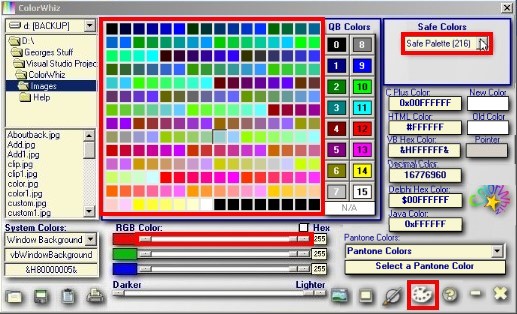 ColorWhiz
d: [BACKUP]
D:\
Georges Stuff
Visual Studio Projec
ColorWhiz
Images
Help
Aboutback.jpg
Add.jpg
Add1.jpg
clip.jpg
clip1.jpg
color.jpg
color1.jpg
custom.jpg
custom1.jpg
QB Colors
0 8
1 9
2 10
3 11
4 12
5 13
6 14
7 15
N/A
Safe Colors
Safe Palette (216)
C Plus Color:
0x00FFFFFF
New Color
HTML Color:
#FFFFFF
Old Color
VB Hex Color:
&HFFFFFF&
Pointer
Decimal Color:
16776960
Delphi Hex Color:
$00FFFFFF
Java Color:
0xFFFFFF
System Colors:
Window Background
vbWindowBackground
&H80000005&
RGB Color:
Hex
255
255
255
Darker
Lighter
Pantone Colors:
Pantone Colors
Select a Pantone Color